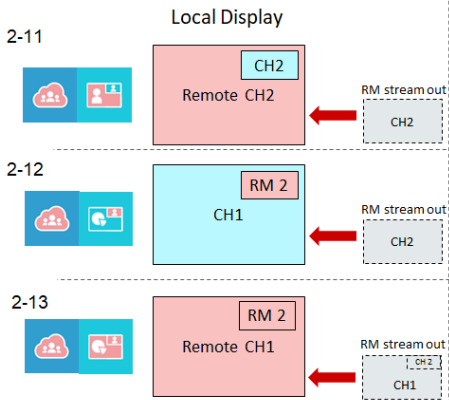 Local Display
2-11
CH2
Remote CH2
RM stream out
CH2
2-12
RM 2
CH1
RM stream out
CH2
2-13
RM 2
Remote CH1
RM stream out
CH 2
CH1